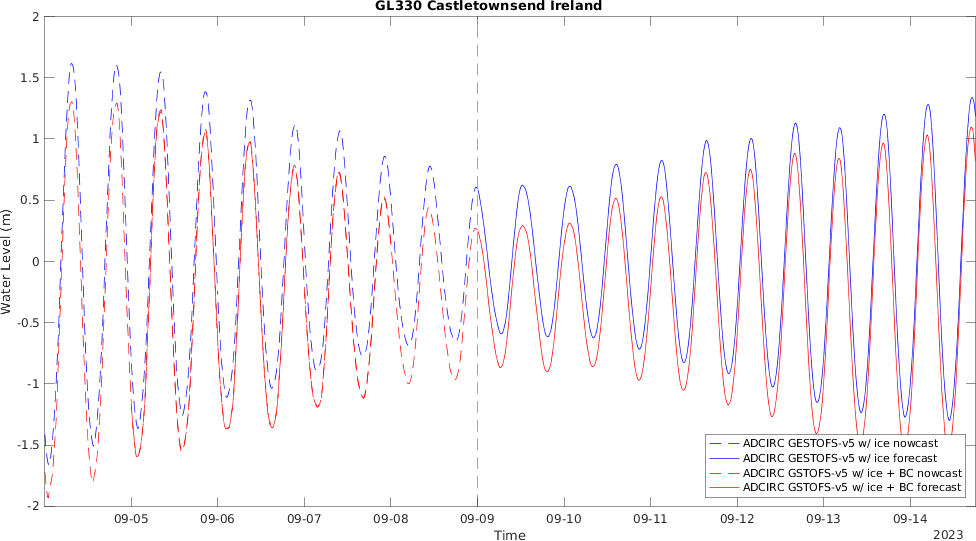 GL330 Castletownsend Ireland
2
1.5
1
0.5
0
-0.5
-1
-1.5
-2
Water Level (m)
ADCIRC GESTOFS-v5 w/ ice nowcast
ADCIRC GESTOFS-v5 w/ ice forecast
ADCIRC GSTOFS-v5 w/ ice + BC nowcast
ADCIRC GSTOFS-v5 w/ ice + BC forecast
09-05 09-06 09-07 09-08 09-09 09-10 09-11 09-12 09-13 09-14
Time
2023